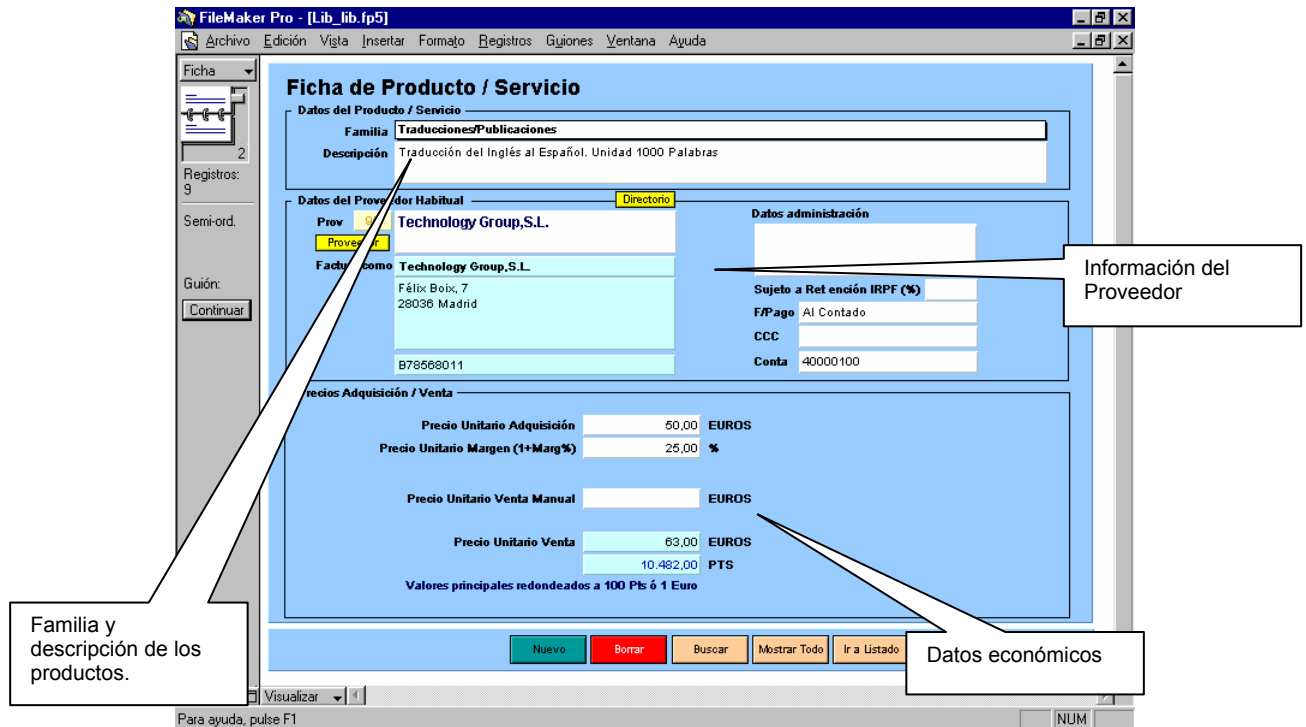 FileMaker Pro - [Lib_lib.fp5]
Archivo Edición Vista Insertar Formato Registros Guiones Ventana Ayuda
Ficha
2
Registros:
9
Semi-ord.
Guión:
Continuar
Ficha de Producto / Servicio
Datos del Producto / Servicio
Familia Traducciones/Publicaciones
Descripción Traducción del Inglés al Español. Unidad 1000 Palabras
Datos del Proveedor Habitual
Directorio
Prov Technology Group,S.L.
Factura como Technology Group,S.L.
Félix Boix, 7
28036 Madrid
B78568011
Datos administración
Sujeto a Ret ención IRPF (%)
F/Pago Al Contado
CCC
Conta 40000100
Información del
Proveedor
recios Adquisición / Venta
Precio Unitario Adquisición 50,00 EUROS
Precio Unitario Margen (1+Marg%) 25,00 %
Precio Unitario Venta Manual EUROS
Precio Unitario Venta 63,00 EUROS
10.482,00 PTS
Valores principales redondeados a 100 Pts ó 1 Euro
Familia y
descripción de los
productos.
Datos económicos
Nuevo Borrar Buscar Mostrar Todo Ir a Listado
Visualizar
Para ayuda, pulse F1 NUM